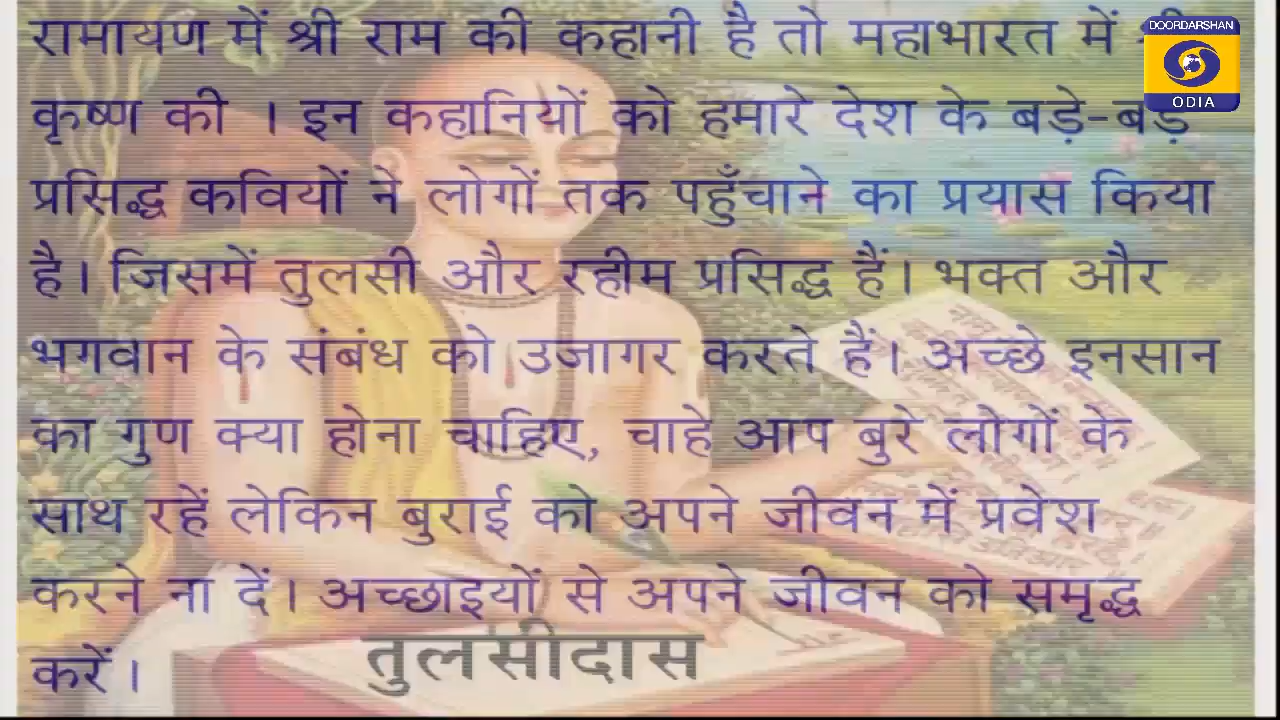 रामायण में श्री राम की कहानी है तो महाभारत में
कृष्ण की । इन कहानियों को हमारे देश के बड़े-बड़े
प्रसिद्ध कवियों ने लोगों तक पहुँचाने का प्रयास किया
है। जिसमें तुलसी और रहीम प्रसिद्ध हैं। भक्त और
भगवान के संबंध को उजागर करते हैं। अच्छे इनसान
का गुण क्या होना चाहिए, चाहे आप बुरे लोगों के
साथ रहें लेकिन बुराई को अपने जीवन में प्रवेश
करने ना दें। अच्छाइयों से अपने जीवन को समृद्ध
करें ।
तुलसीदास
DOORDARSHAN
ODIA